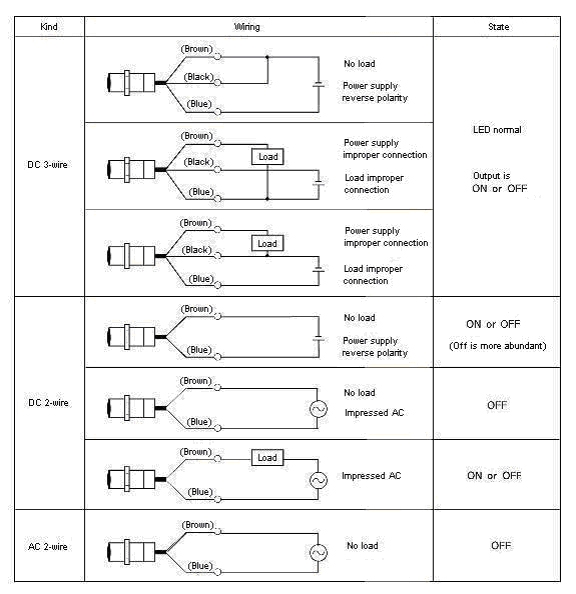 Kind Wiring State
DC 3-wire
(Brown)
(Black)
(Blue)
No load
Power supply
reverse polarity
(Brown)
Load
(Black)
(Blue)
Power supply
improper connection
Load improper
connection
(Brown)
Load
(Black)
(Blue)
Power supply
improper connection
Load improper
connection
LED normal
Output is
ON or OFF
DC 2-wire
(Brown)
(Blue)
No load
Power supply
reverse polarity
ON or OFF
(Off is more abundant)
(Brown)
(Blue)
No load
Impressed AC
OFF
(Brown)
Load
(Blue)
Impressed AC
ON or OFF
AC 2-wire
(Brown)
(Blue)
No load
OFF